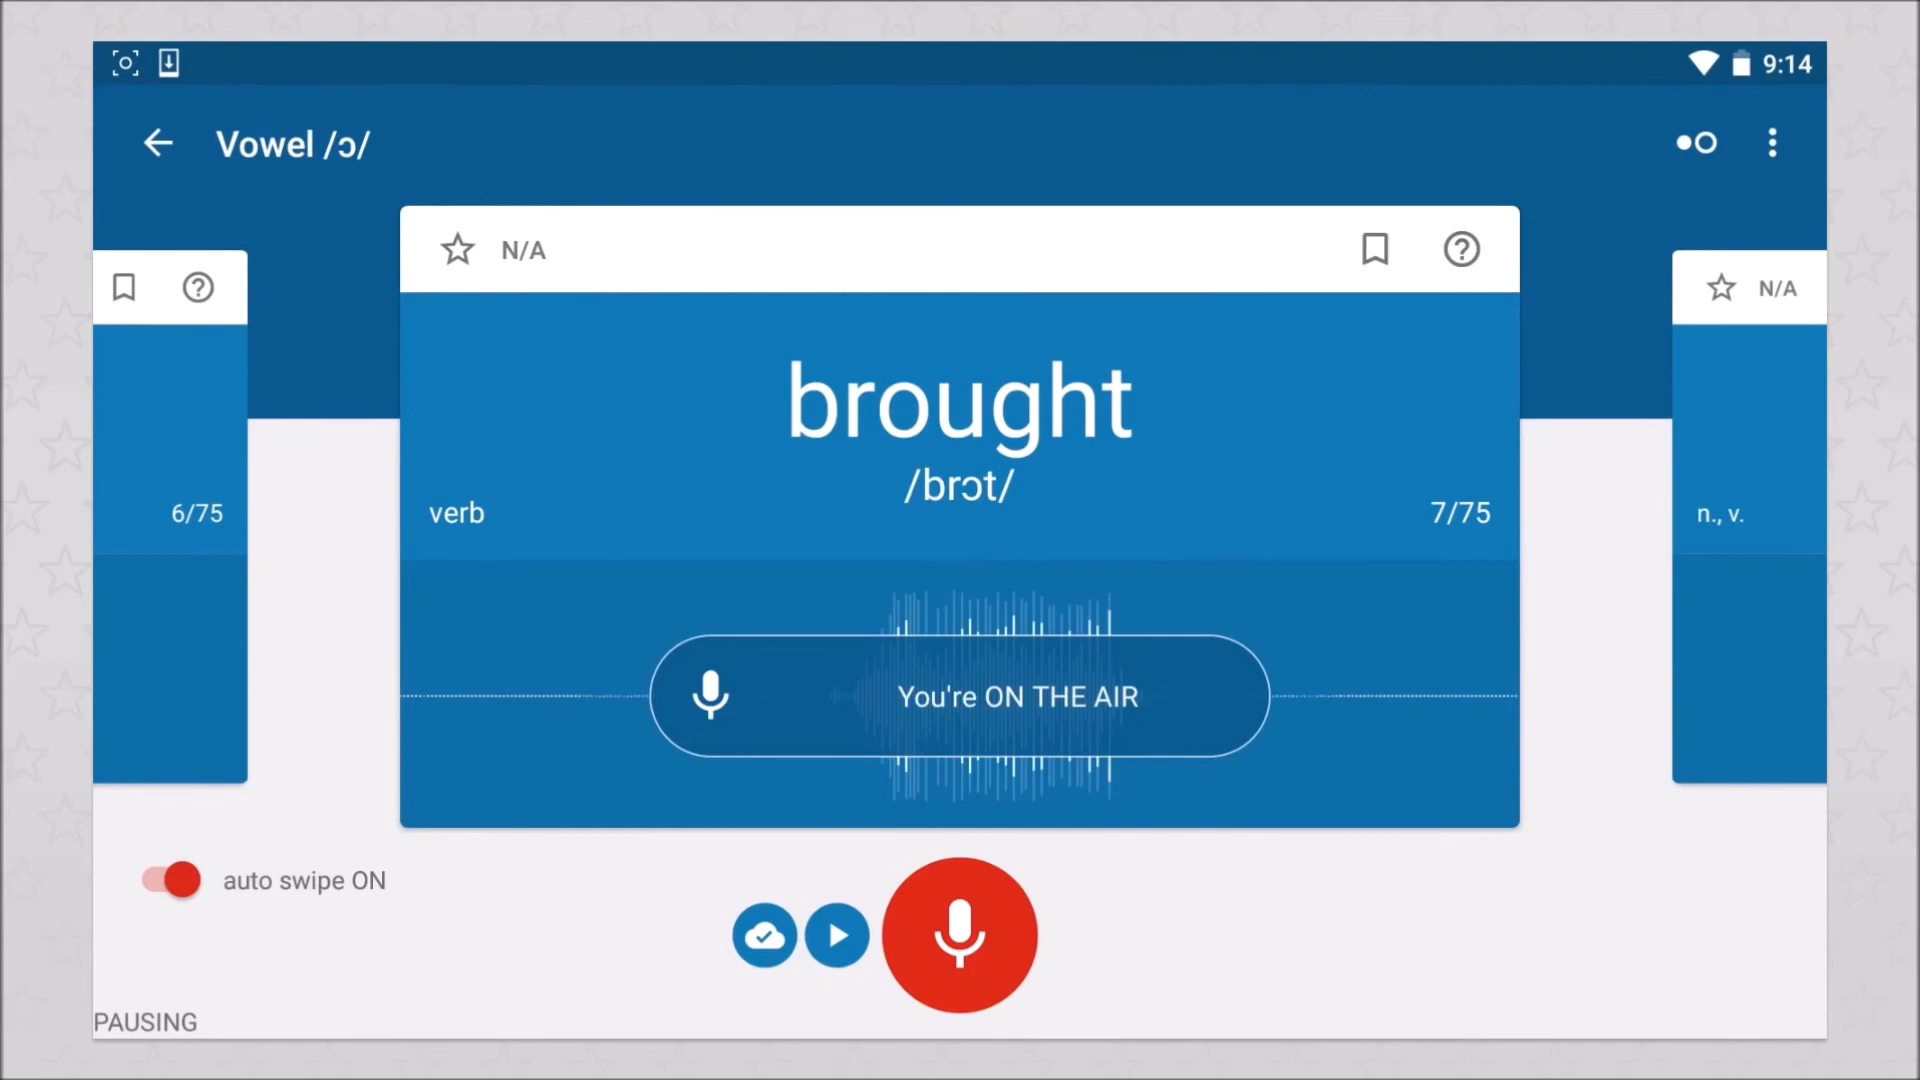 9:14
Vowel /ɔ/
N/A
N/A
brought
/brɔt/
6/75
verb
7/75
n., v.
You're ON THE AIR
auto swipe ON
PAUSING